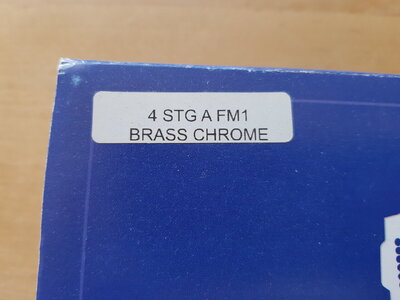 4 STG A FM1
BRASS CHROME